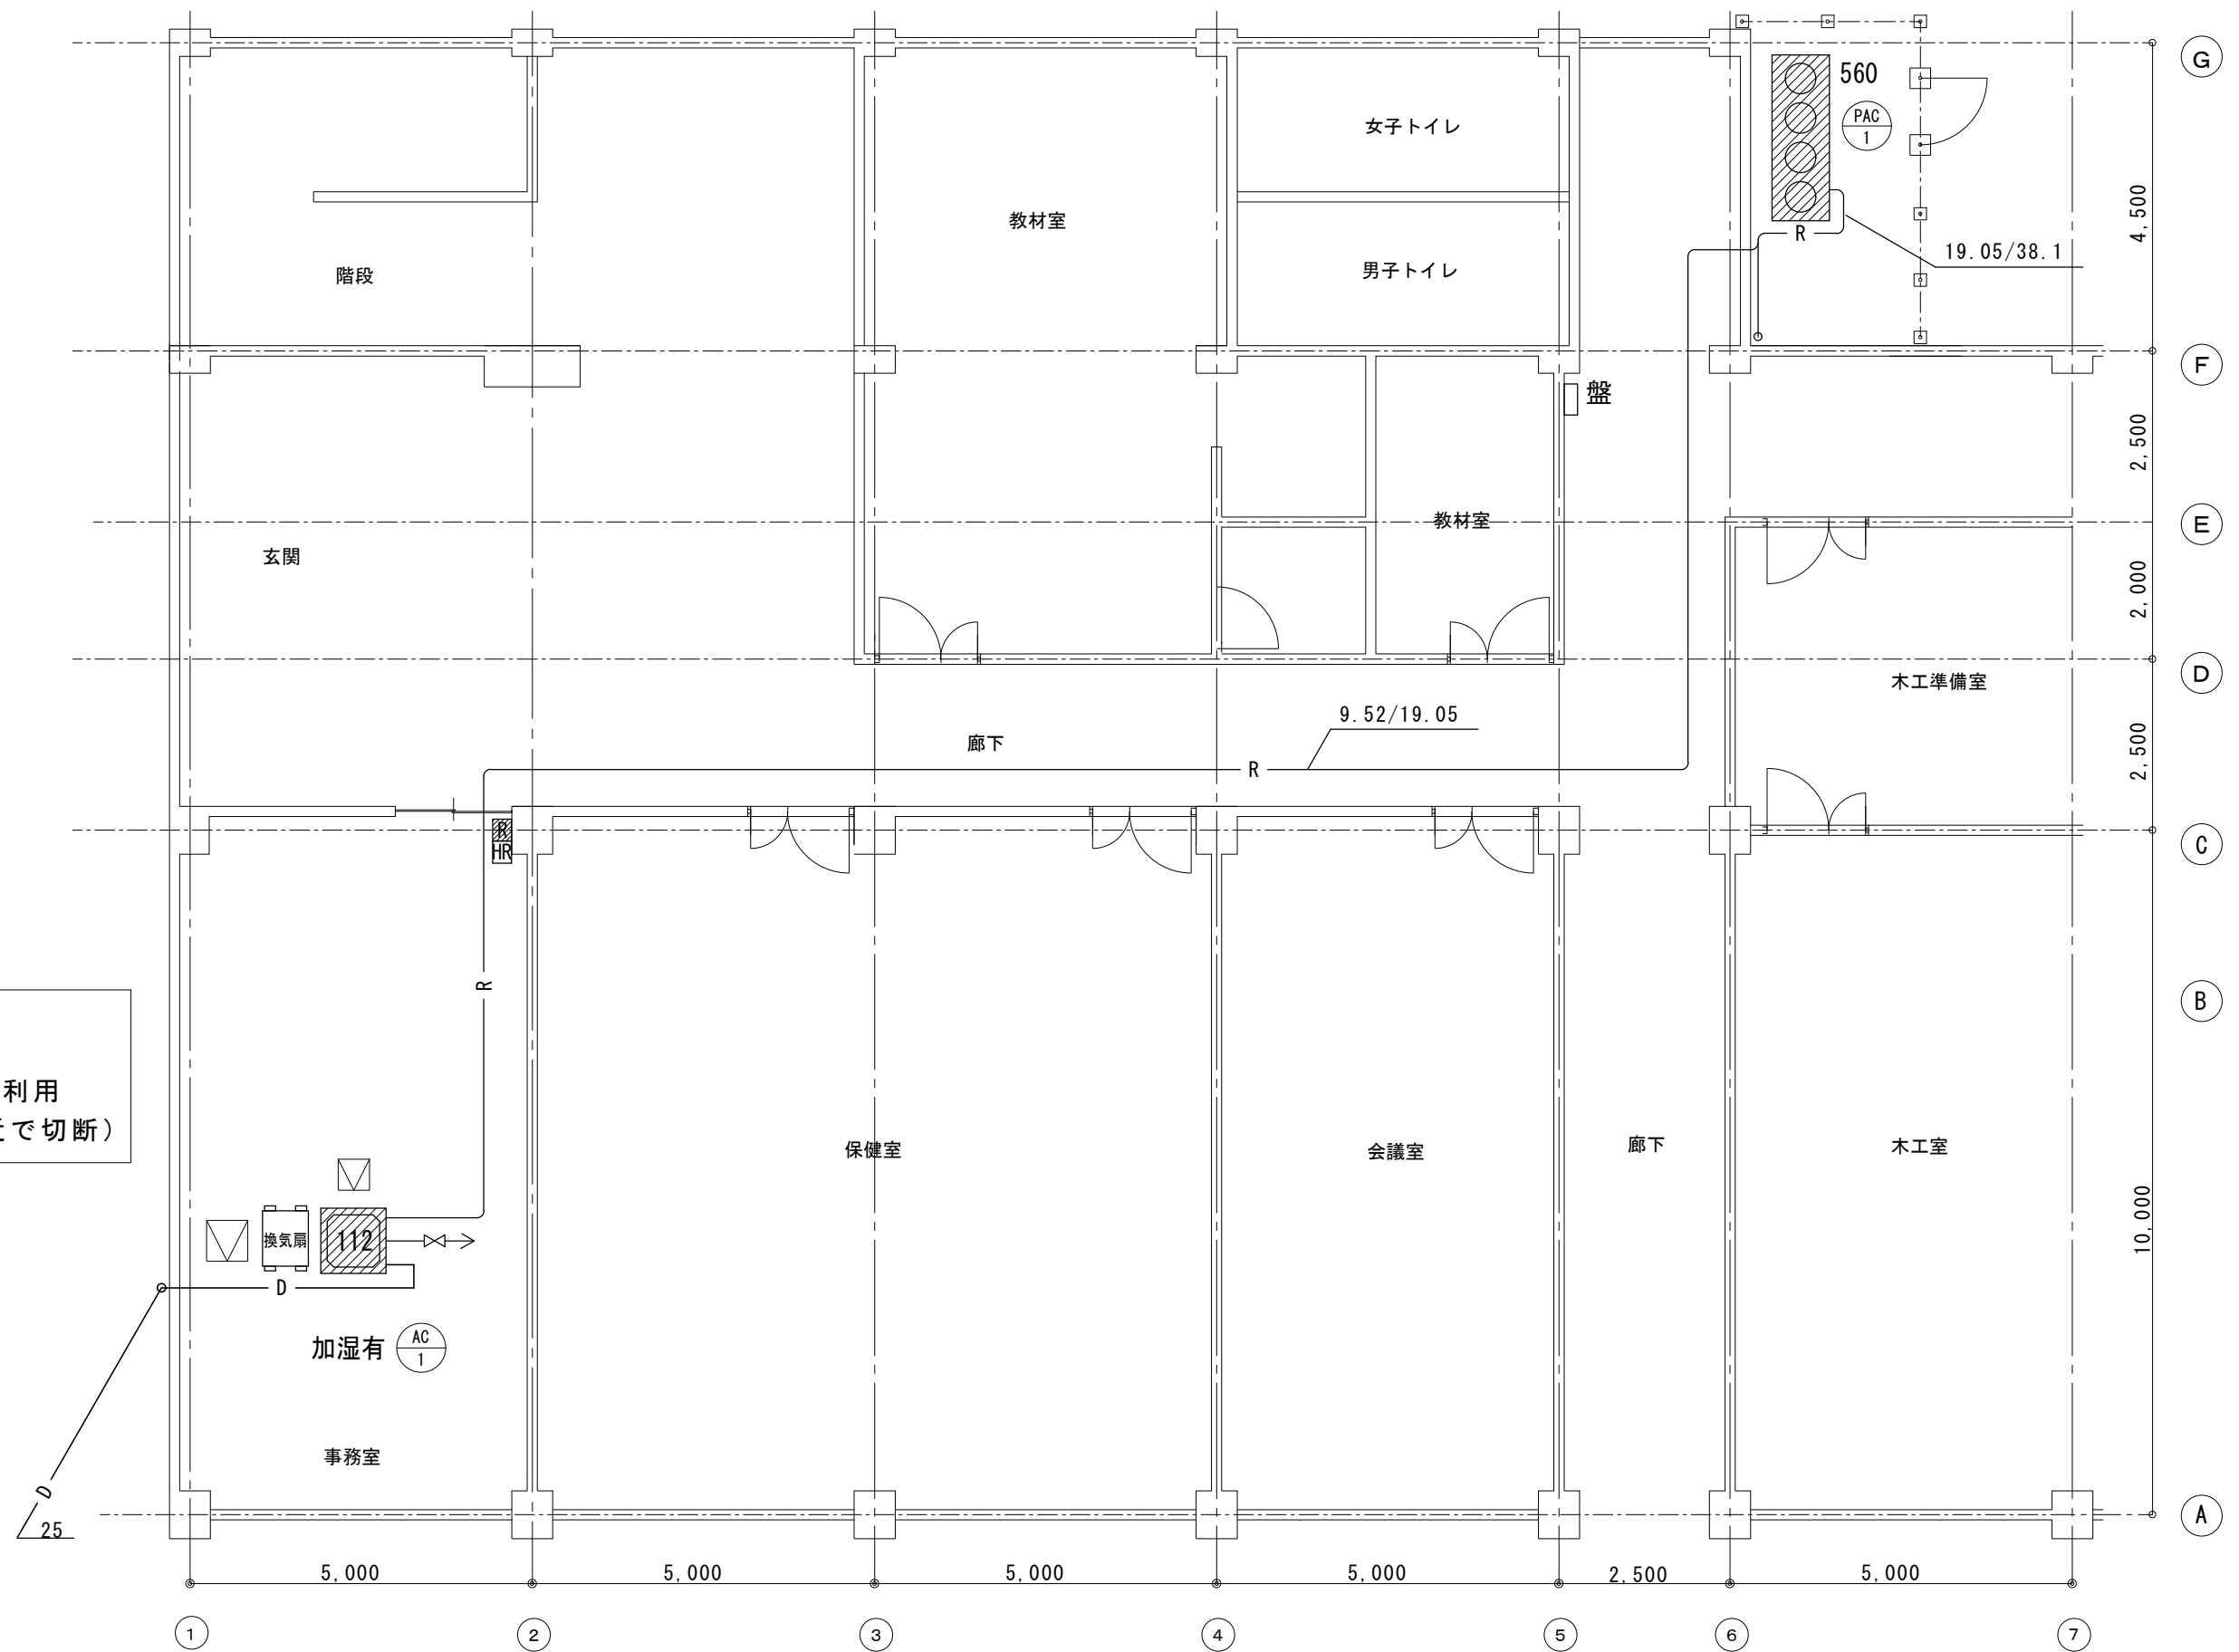 G
560
PAC
1
女子トイレ
4,500
教材室
19.05/38.1
R
階段
男子トイレ
F
盤
2,500
教材室
E
玄関
2,000
D
木工準備室
9.52/19.05
廊下
2,500
R
R
HR
C
R
B
利用
で切断）
保健室
会議室
廊下
木工室
10,000
換気扇
112
D
加湿有
AC
1
事務室
D
25
A
5,000
5,000
5,000
5,000
2,500
5,000
1
2
3
4
5
6
7